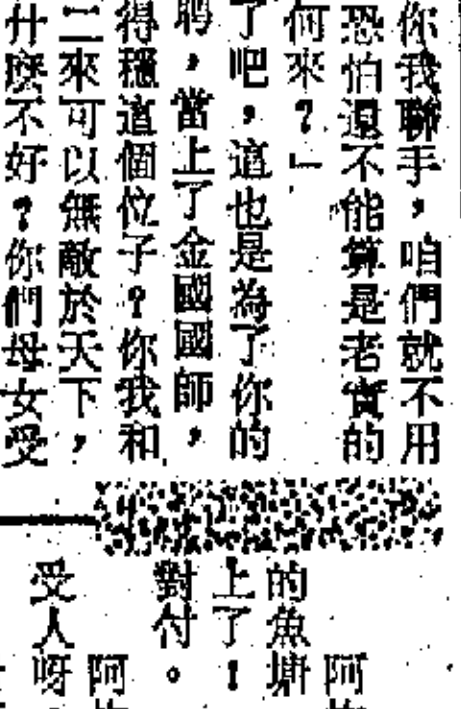 你我聯手，咱們就不用
恐怕還不能算是老實的
何來？」
了吧，這也是為了你的
聘，當上了金國國師，
得穩這個位子？你我和
二來可以無敵於天下，
什麼不好？你們母女受
阿
的魚塘
上了！
對付。
阿
受人呀